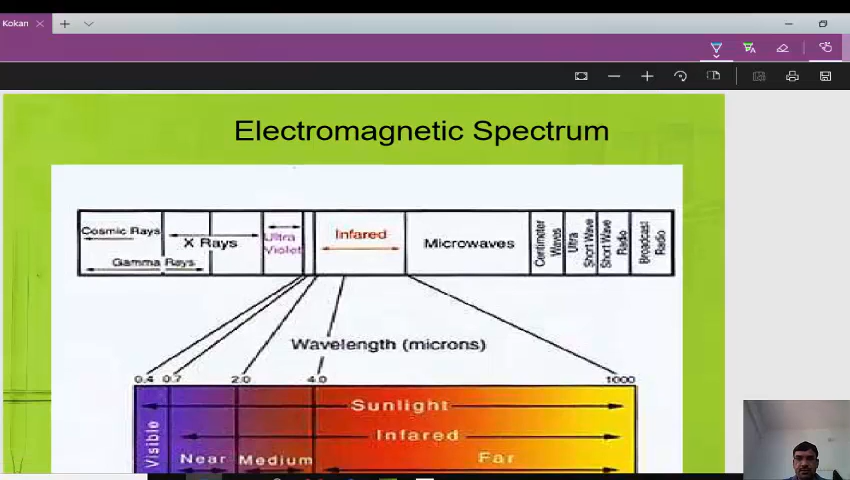 Kokan
Electromagnetic Spectrum
Cosmic Rays
X Rays
Gamma Rays
Ultra
Violet
Infared
Microwaves
Centimeter
Waves
Ultra
Short Wave
Short Wave
Radio
Broadcast
Radio
Wavelength (microns)
0.4 0.7 2.0 4.0 1000
Sunlight
Infared
Visible
Near Medium Far